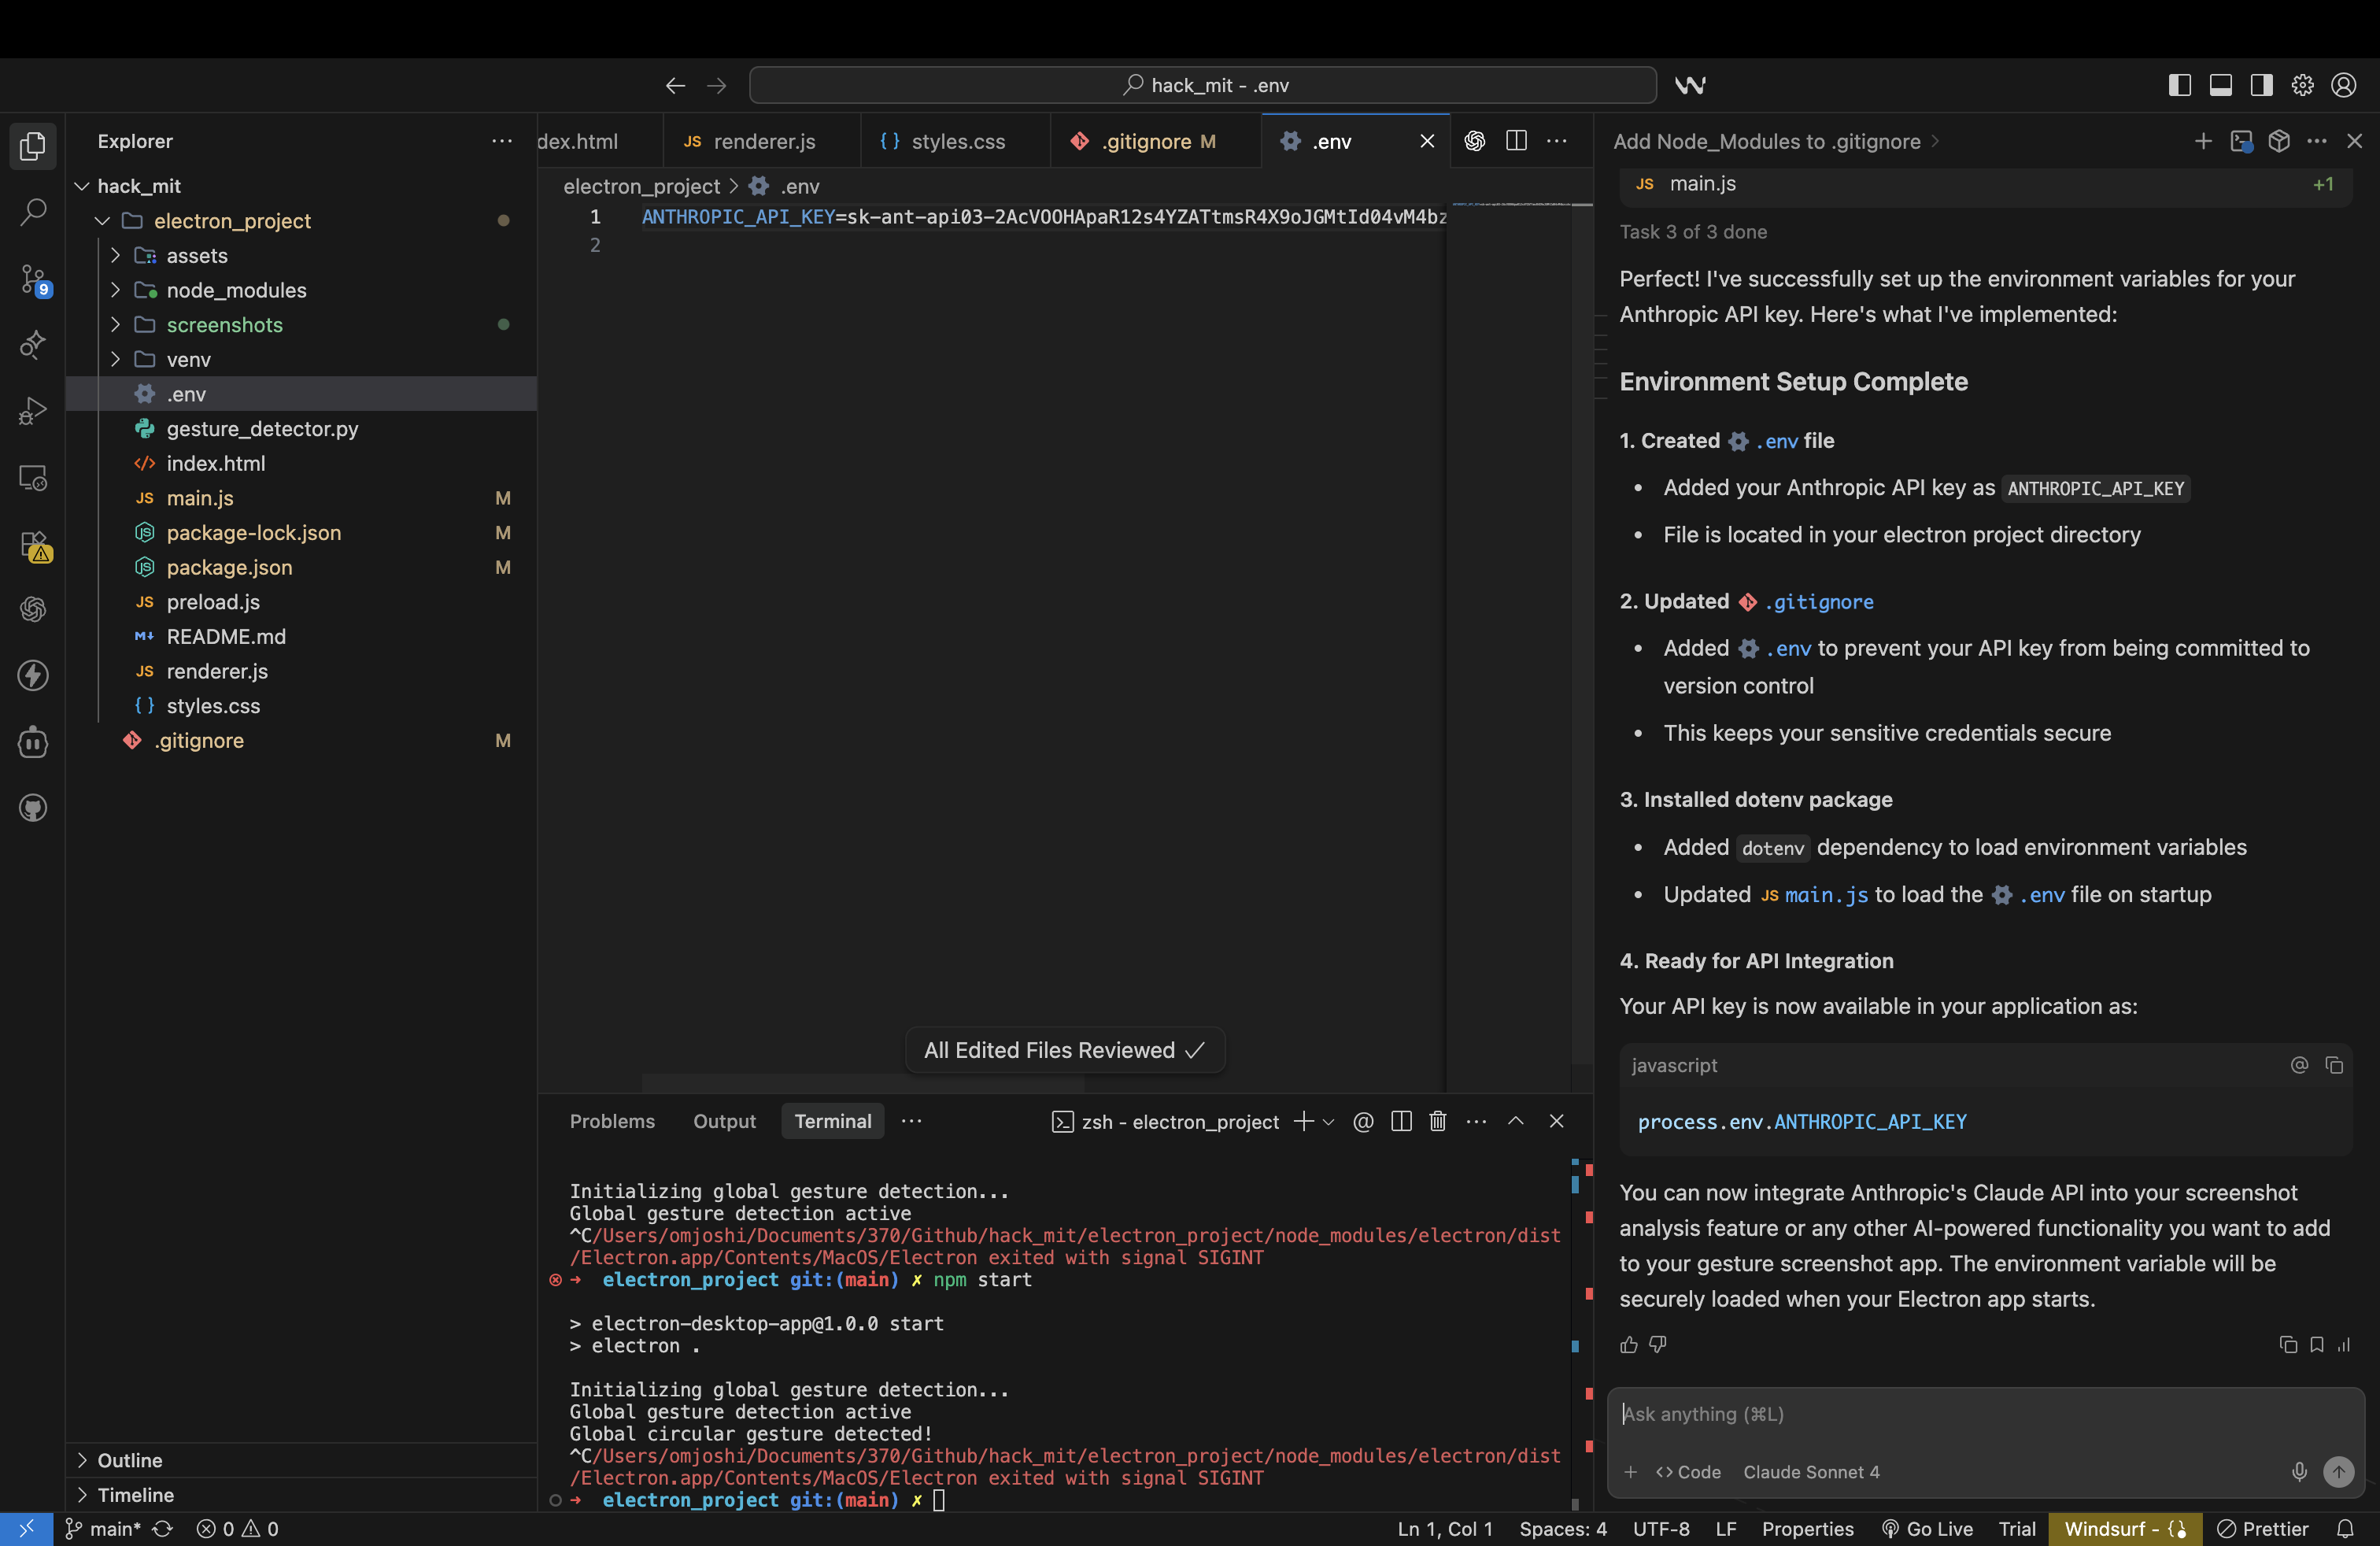 hack_mit - .env
Explorer
hack_mit
electron_project
assets
node_modules
screenshots
venv
.env
gesture_detector.py
index.html
main.js M
package-lock.json M
package.json M
preload.js
README.md
renderer.js
styles.css
.gitignore M
Outline
Timeline
9
dex.html
JS renderer.js
{ } styles.css
.gitignore M
.env
electron_project > .env
1 ANTHROPIC_API_KEY=sk-ant-api03-2AcVOOHApaR12s4YZATtmsR4X9oJGMtId04vM4bz
2
All Edited Files Reviewed ✓
Problems Output Terminal ···
zsh - electron_project
Initializing global gesture detection...
Global gesture detection active
^C/Users/omjoshi/Documents/370/Github/hack_mit/electron_project/node_modules/electron/dist
/Electron.app/Contents/MacOS/Electron exited with signal SIGINT
➜ electron_project git:(main) ✗ npm start
> electron-desktop-app@1.0.0 start
> electron .
Initializing global gesture detection...
Global gesture detection active
Global circular gesture detected!
^C/Users/omjoshi/Documents/370/Github/hack_mit/electron_project/node_modules/electron/dist
/Electron.app/Contents/MacOS/Electron exited with signal SIGINT
➜ electron_project git:(main) ✗
Add Node_Modules to .gitignore >
JS main.js +1
Task 3 of 3 done
Perfect! I've successfully set up the environment variables for your
Anthropic API key. Here's what I've implemented:
Environment Setup Complete
1. Created .env file
• Added your Anthropic API key as ANTHROPIC_API_KEY
• File is located in your electron project directory
2. Updated .gitignore
• Added .env to prevent your API key from being committed to
version control
• This keeps your sensitive credentials secure
3. Installed dotenv package
• Added dotenv dependency to load environment variables
• Updated JS main.js to load the .env file on startup
4. Ready for API Integration
Your API key is now available in your application as:
javascript
process.env.ANTHROPIC_API_KEY
You can now integrate Anthropic's Claude API into your screenshot
analysis feature or any other AI-powered functionality you want to add
to your gesture screenshot app. The environment variable will be
securely loaded when your Electron app starts.
Ask anything (⌘L)
+ <> Code Claude Sonnet 4
main* 0 0
Ln 1, Col 1 Spaces: 4 UTF-8 LF Properties Go Live Trial Windsurf - {} Prettier